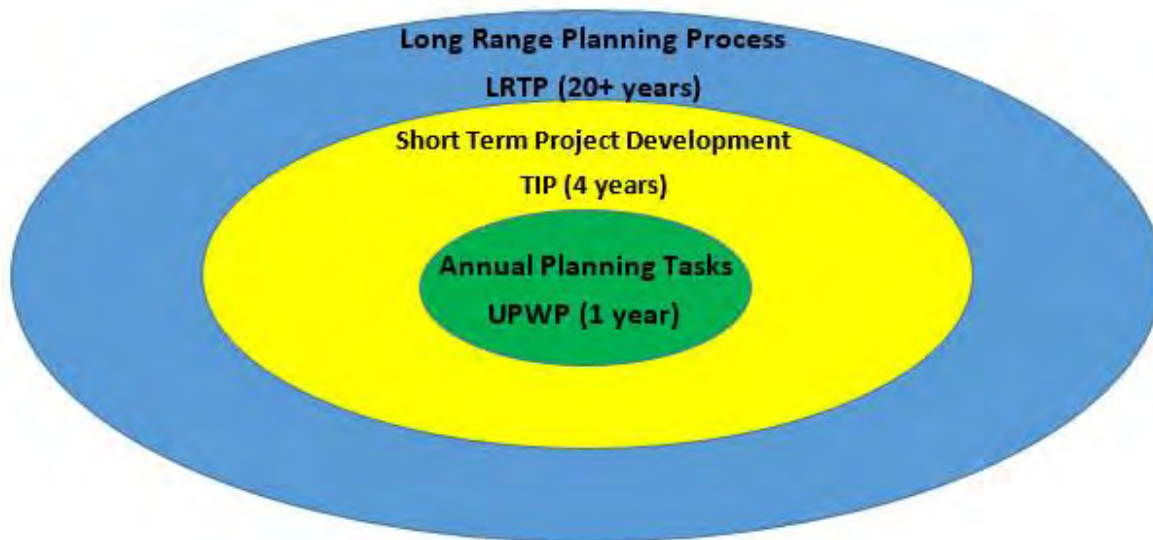 Long Range Planning Process
LRTP (20+ years)
Short Term Project Development
TIP (4 years)
Annual Planning Tasks
UPWP (1 year)